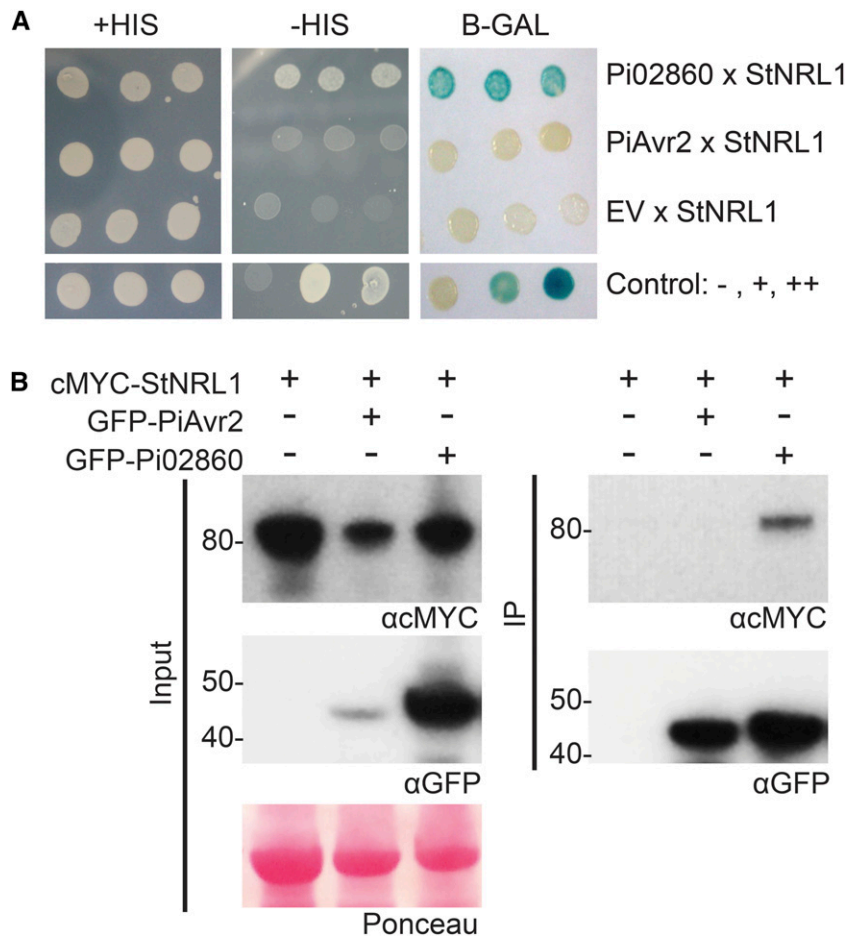 A
+HIS -HIS B-GAL
Pi02860 x StNRL1
PiAvr2 x StNRL1
EV x StNRL1
Control: - , +, ++
B
cMYC-StNRL1 + + + + + +
GFP-PiAvr2 - + - - + -
GFP-Pi02860 - - + - - +
Input
80-
αcMYC
50-
40-
αGFP
Ponceau
IP
80-
αcMYC
50-
40-
αGFP